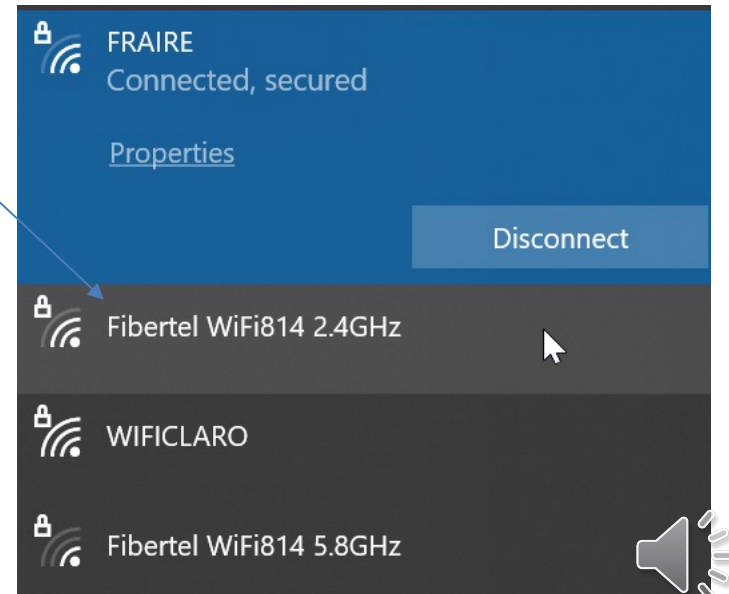 FRAIRE
Connected, secured
Properties
Disconnect
Fibertel WiFi814 2.4GHz
WIFICLARO
Fibertel WiFi814 5.8GHz